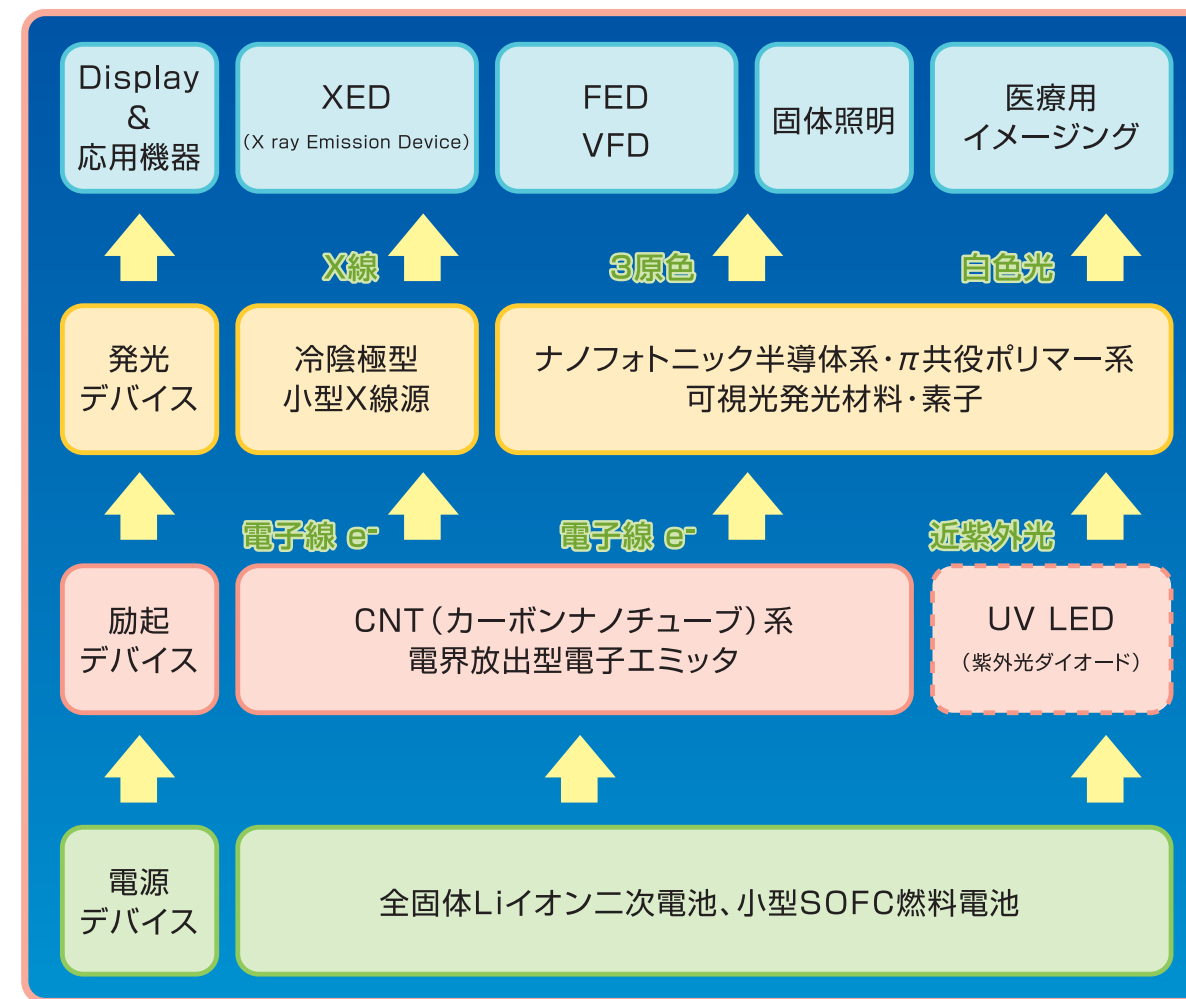 Display
&
応用機器
XED
(X ray Emission Device)
FED
VFD
固体照明
医療用
イメージング
X線
3原色
白色光
発光
デバイス
冷陰極型
小型X線源
ナノフォトニック半導体系・π共役ポリマー系
可視光発光材料・素子
電子線 e⁻
電子線 e⁻
近紫外光
励起
デバイス
CNT(カーボンナノチューブ)系
電界放出型電子エミッタ
UV LED
(紫外光ダイオード)
電源
デバイス
全固体Liイオン二次電池、小型SOFC燃料電池